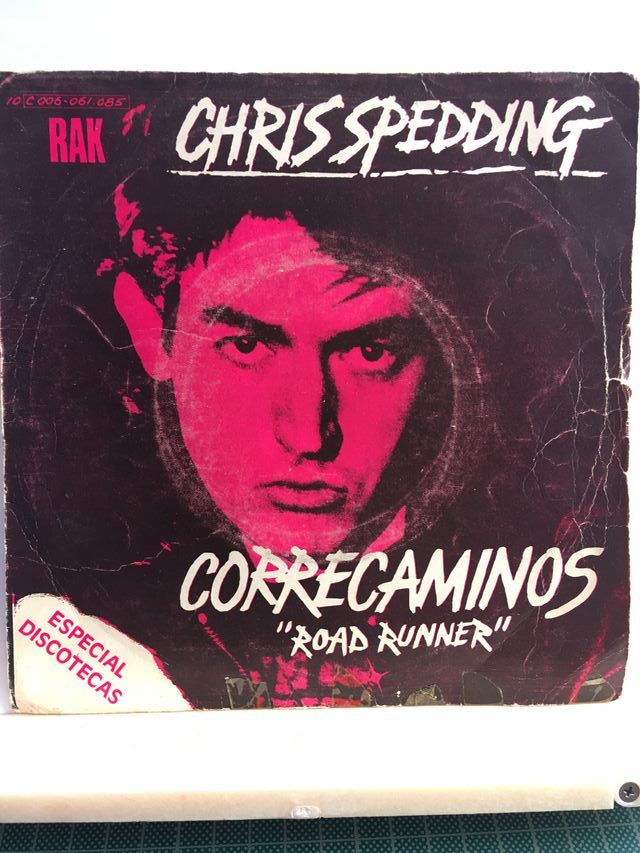 10 C 006-061.085
RAK
CHRIS SPEDDING
CORRECAMINOS
"ROAD RUNNER"
ESPECIAL
DISCOTECAS